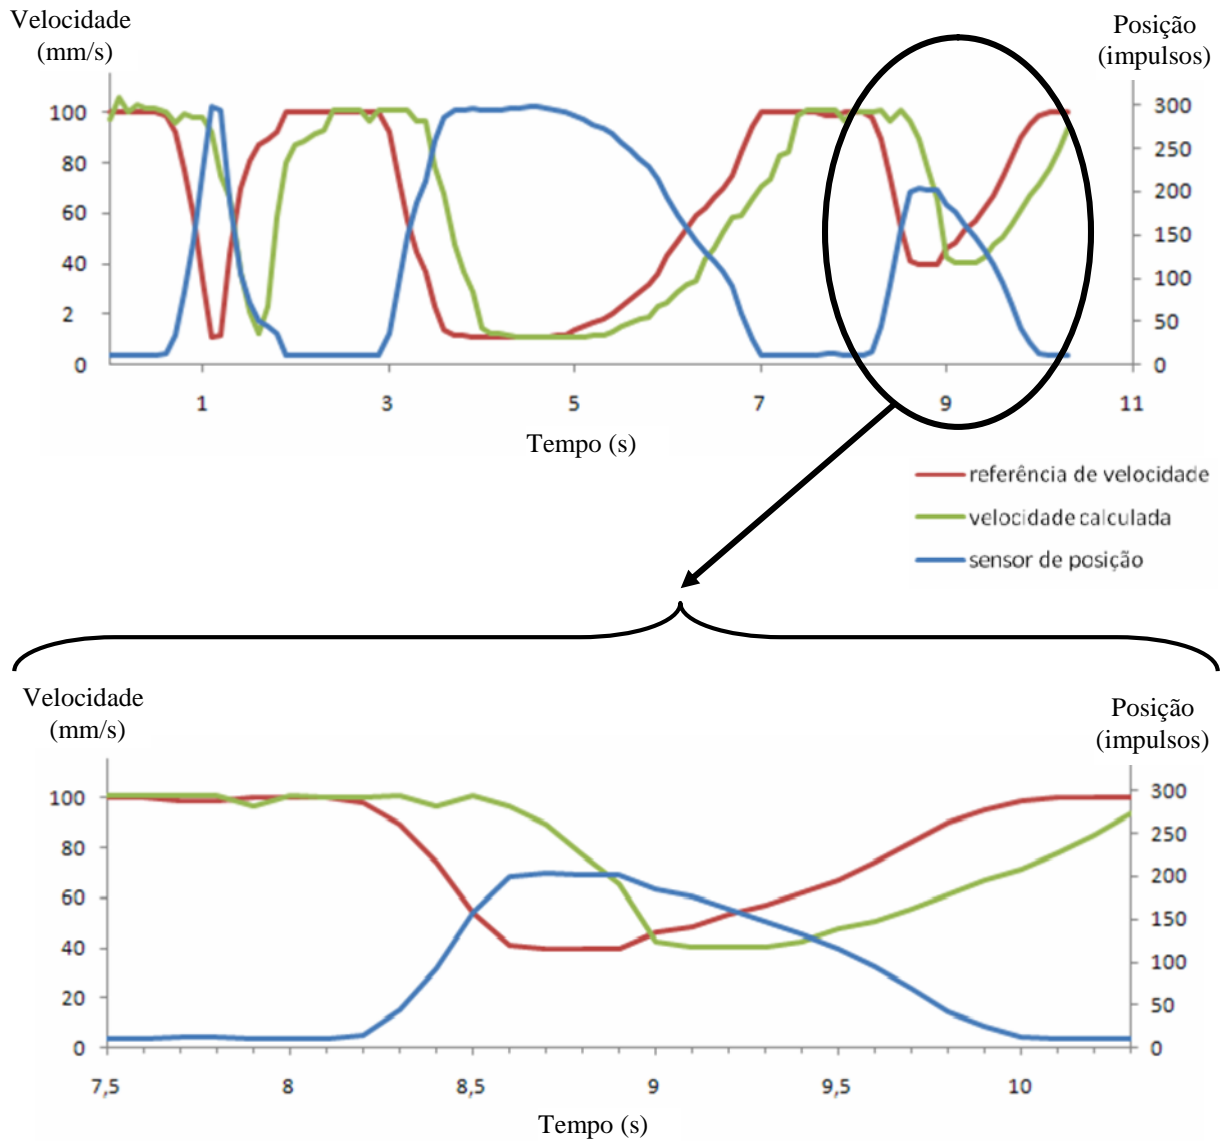 Velocidade
(mm/s)
Posição
(impulsos)
100
80
60
40
2
0
300
250
200
150
100
50
0
1
3
5
7
9
11
Tempo (s)
referência de velocidade
velocidade calculada
sensor de posição
Velocidade
(mm/s)
Posição
(impulsos)
100
80
60
40
20
0
300
250
200
150
100
50
0
7,5
8
8,5
9
9,5
10
Tempo (s)